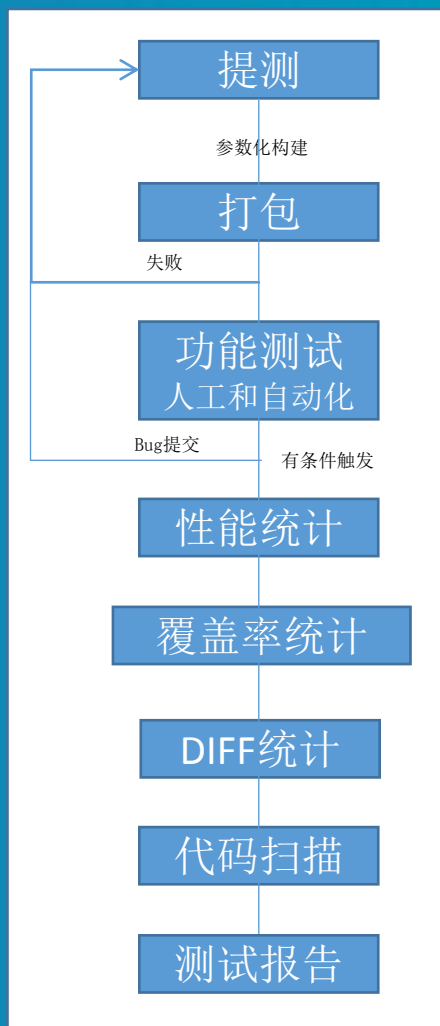 提测
参数化构建
打包
失败
功能测试
人工和自动化
Bug提交
有条件触发
性能统计
覆盖率统计
DIFF统计
代码扫描
测试报告